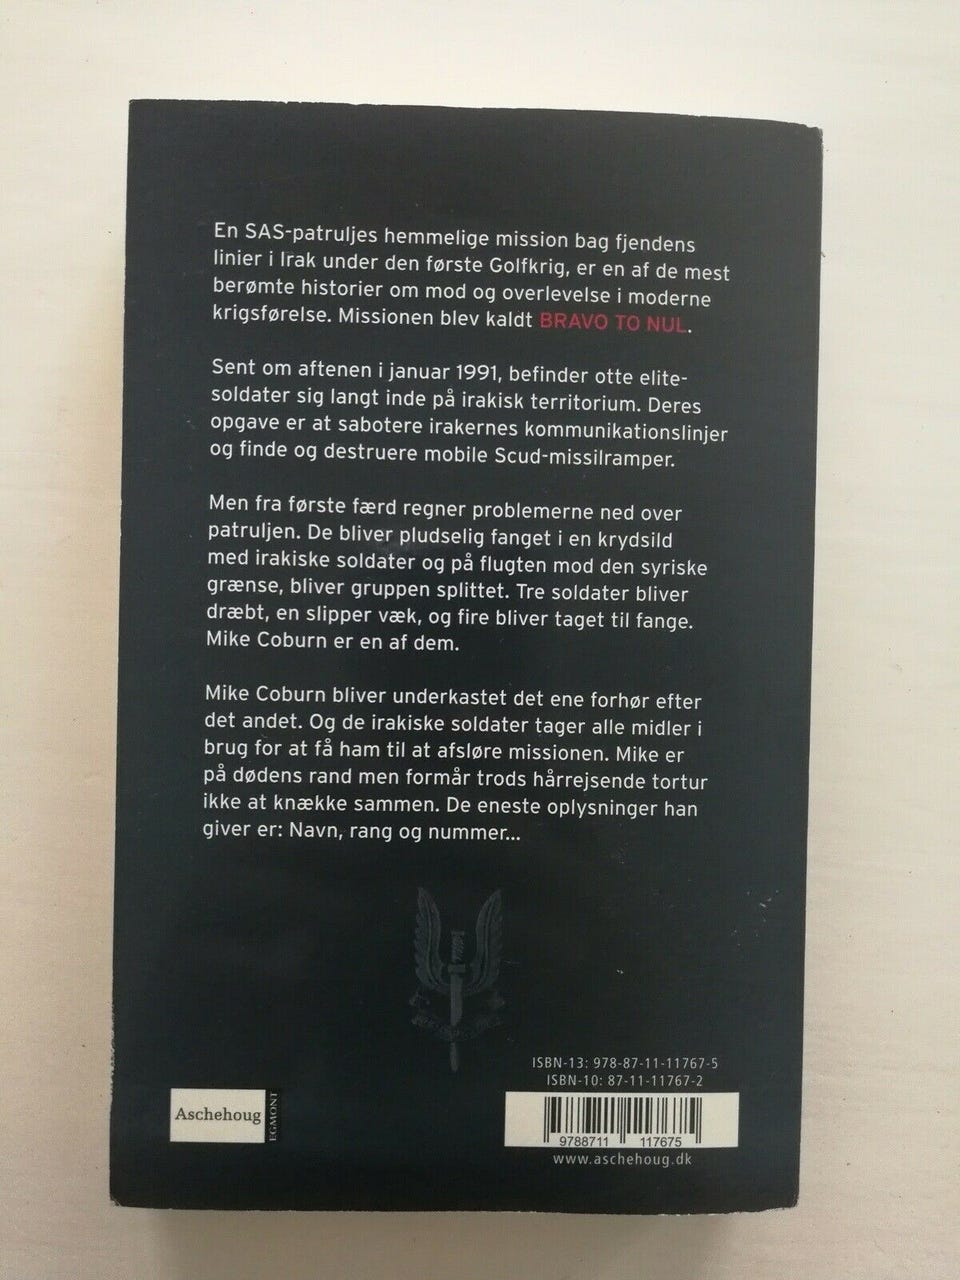 En SAS-patruljes hemmelige mission bag fjendens
linier i Irak under den første Golfkrig, er en af de mest
berømte historier om mod og overlevelse i moderne
krigsførelse. Missionen blev kaldt BRAVO TO NUL.
Sent om aftenen i januar 1991, befinder otte elite-
soldater sig langt inde på irakisk territorium. Deres
opgave er at sabotere irakernes kommunikationslinjer
og finde og destruere mobile Scud-missilramper.
Men fra første færd regner problemerne ned over
patruljen. De bliver pludselig fanget i en krydsild
med irakiske soldater og på flugten mod den syriske
grænse, bliver gruppen splittet. Tre soldater bliver
dræbt, en slipper væk, og fire bliver taget til fange.
Mike Coburn er en af dem.
Mike Coburn bliver underkastet det ene forhør efter
det andet. Og de irakiske soldater tager alle midler i
brug for at få ham til at afsløre missionen. Mike er
på dødens rand men formår trods hårrejsende tortur
ikke at knække sammen. De eneste oplysninger han
giver er: Navn, rang og nummer...
ISBN-13: 978-87-11-11767-5
ISBN-10: 87-11-11767-2
Aschehoug
EGMONT
9788711 117675
www.aschehoug.dk